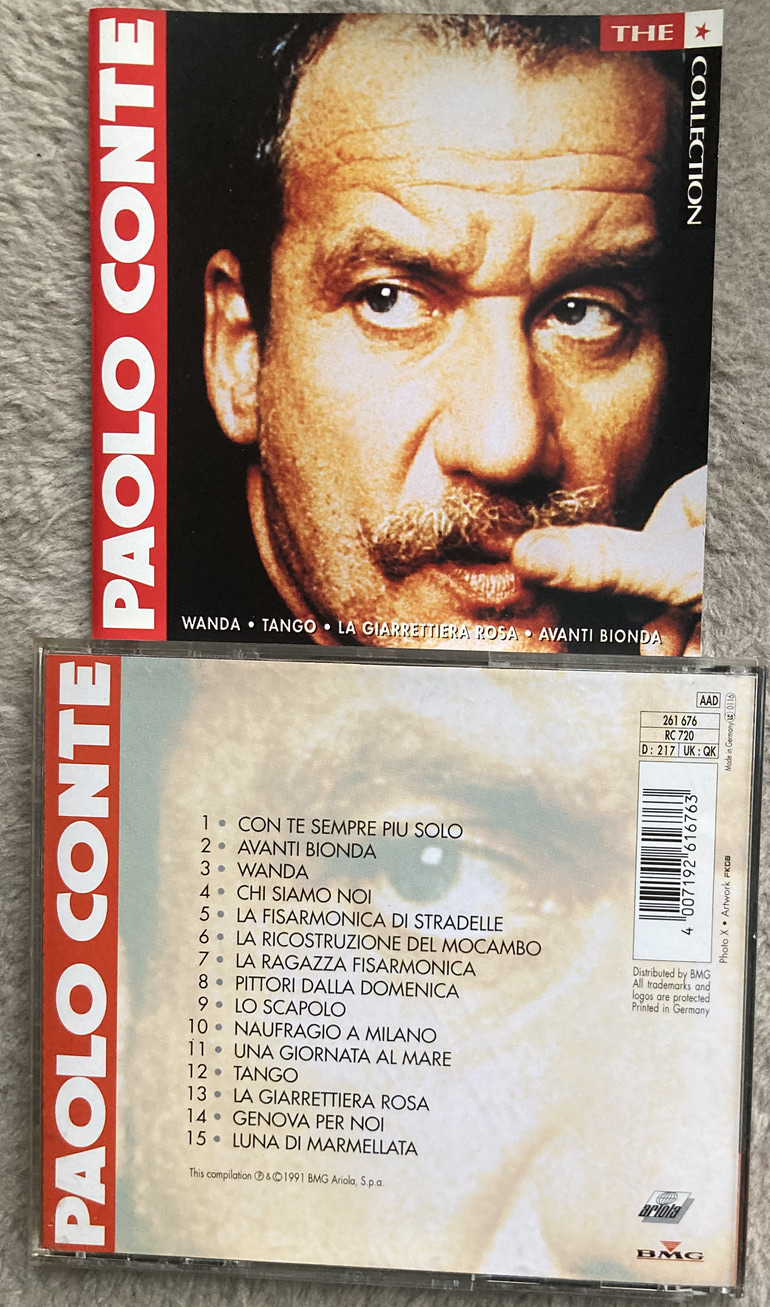 PAOLO CONTE
THE
COLLECTION
WANDA • TANGO • LA GIARRETTIERA ROSA • AVANTI BIONDA
PAOLO CONTE
1 • CON TE SEMPRE PIU SOLO
2 • AVANTI BIONDA
3 • WANDA
4 • CHI SIAMO NOI
5 • LA FISARMONICA DI STRADELLE
6 • LA RICOSTRUZIONE DEL MOCAMBO
7 • LA RAGAZZA FISARMONICA
8 • PITTORI DALLA DOMENICA
9 • LO SCAPOLO
10 • NAUFRAGIO A MILANO
11 • UNA GIORNATA AL MARE
12 • TANGO
13 • LA GIARRETTIERA ROSA
14 • GENOVA PER NOI
15 • LUNA DI MARMELLATA
This compilation ℗ & © 1991 BMG Ariola, S.p.a.
AAD
261 676
RC 720
D: 217 UK: QK
Made in Germany LC 0116
4 007192 616763
Photo X • Artwork FKGB
Distributed by BMG
All trademarks and
logos are protected
Printed in Germany
ariola
BMG